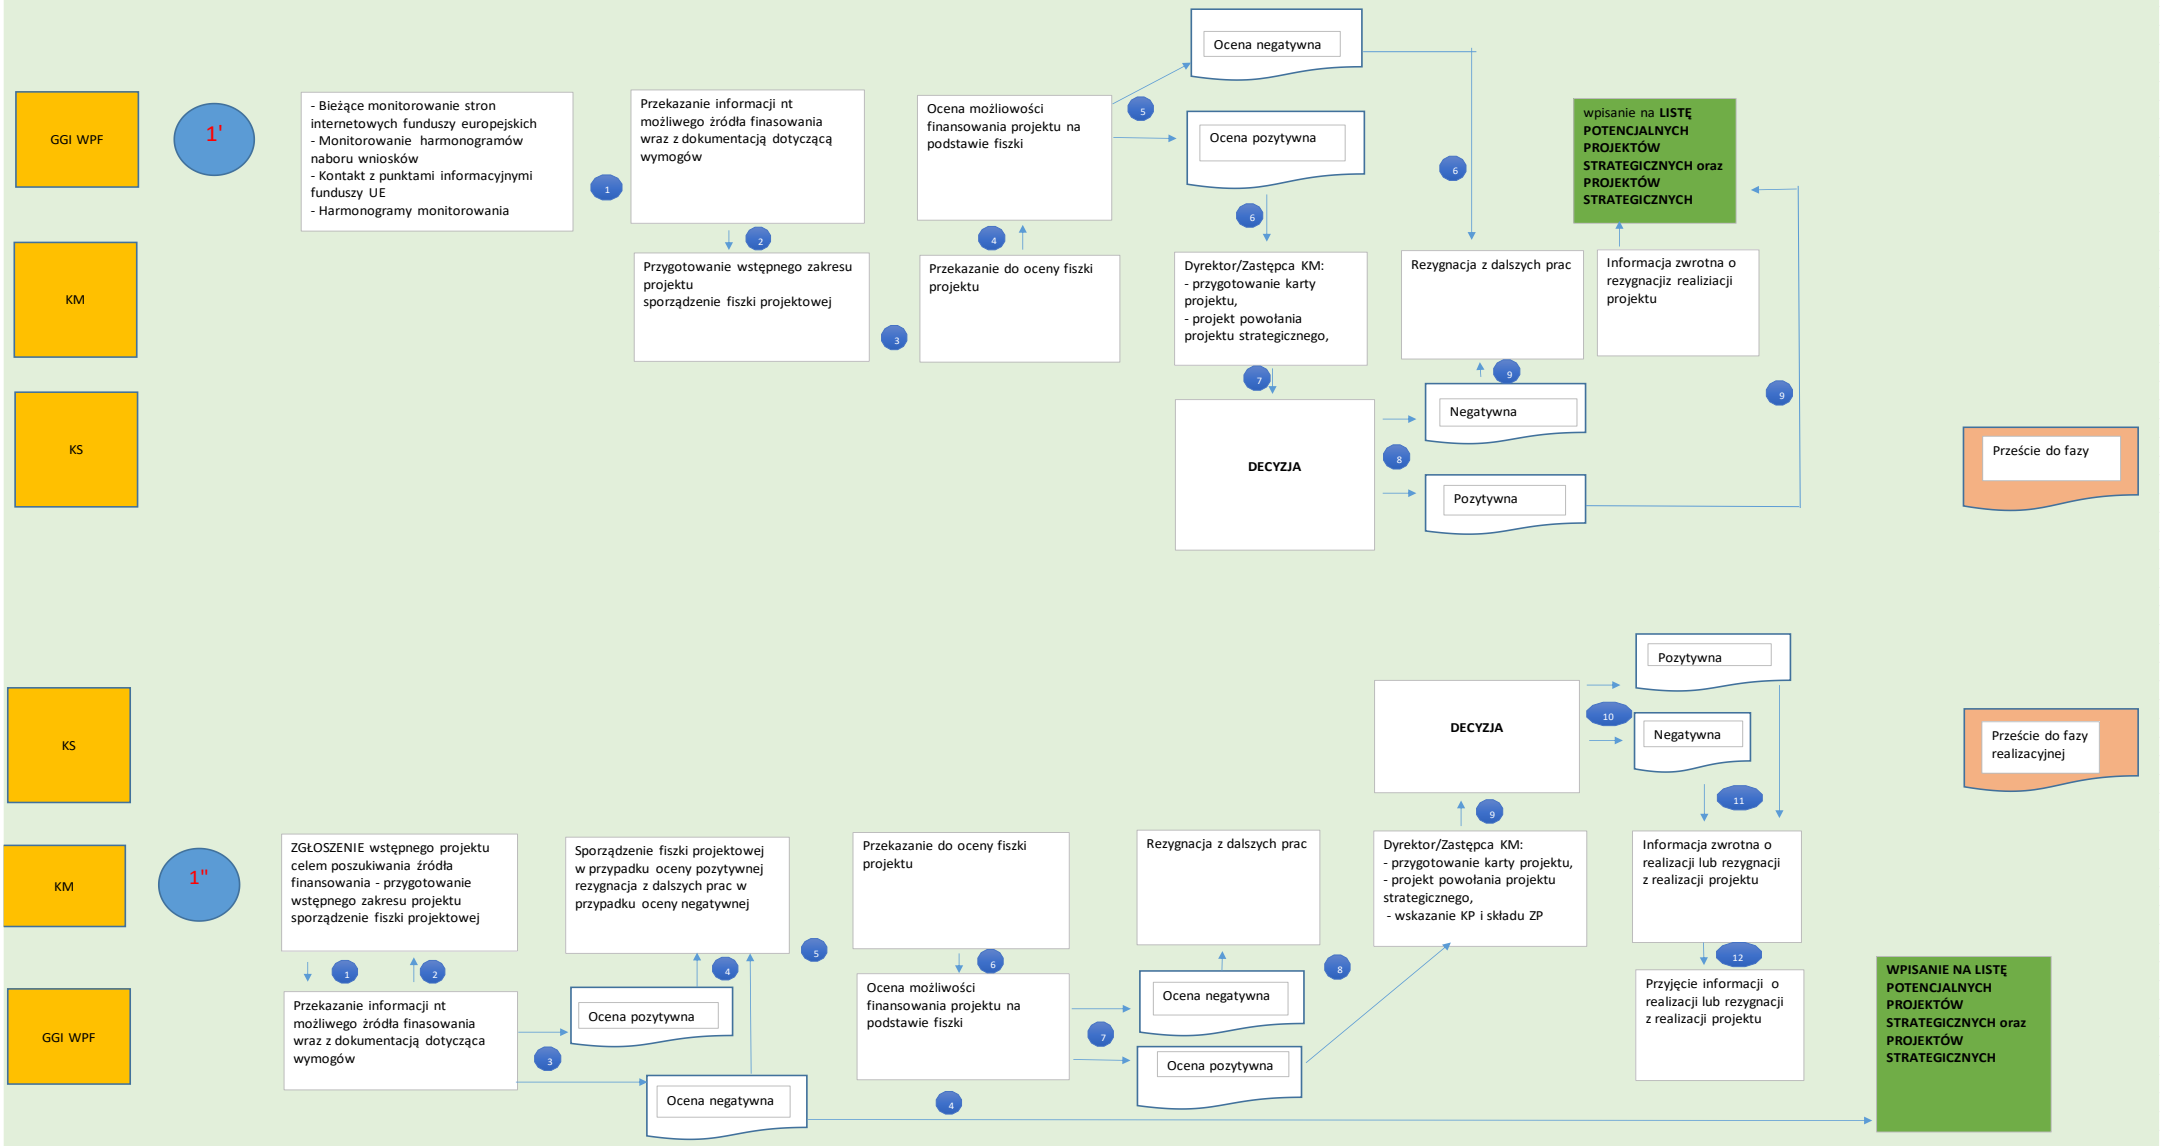 Ocena negatywna
GGI WPF
1'
- Bieżące monitorowanie stron
internetowych funduszy europejskich
- Monitorowanie harmonogramów
naboru wniosków
- Kontakt z punktami informacyjnymi
funduszy UE
- Harmonogramy monitorowania
1
Przekazanie informacji nt
możliwego żródła finasowania
wraz z dokumentacją dotyczącą
wymogów
Ocena możliowości
finansowania projektu na
podstawie fiszki
5
Ocena pozytywna
6
6
wpisanie na LISTĘ
POTENCJALNYCH
PROJEKTÓW
STRATEGICZNYCH oraz
PROJEKTÓW
STRATEGICZNYCH
2
4
KM
Przygotowanie wstępnego zakresu
projektu
sporządzenie fiszki projektowej
3
Przekazanie do oceny fiszki
projektu
Dyrektor/Zastępca KM:
- przygotowanie karty
projektu,
- projekt powołania
projektu strategicznego,
Rezygnacja z dalszych prac
Informacja zwrotna o
rezygnacjiz realiziacji
projektu
7
9
9
KS
DECYZJA
8
Negatywna
Pozytywna
Przeście do fazy
KS
DECYZJA
10
Pozytywna
Negatywna
11
Przeście do fazy
realizacyjnej
9
KM
1"
ZGŁOSZENIE wstępnego projektu
celem poszukiwania źródła
finansowania - przygotowanie
wstępnego zakresu projektu
sporządzenie fiszki projektowej
Sporządzenie fiszki projektowej
w przypadku oceny pozytywnej
rezygnacja z dalszych prac w
przypadku oceny negatywnej
5
Przekazanie do oceny fiszki
projektu
Rezygnacja z dalszych prac
Dyrektor/Zastępca KM:
- przygotowanie karty projektu,
- projekt powołania projektu
strategicznego,
- wskazanie KP i składu ZP
Informacja zwrotna o
realizacji lub rezygnacji
z realizacji projektu
1
2
4
6
8
12
GGI WPF
Przekazanie informacji nt
możliwego żródła finasowania
wraz z dokumentacją dotycząca
wymogów
3
Ocena pozytywna
Ocena negatywna
Ocena możliwości
finansowania projektu na
podstawie fiszki
7
Ocena negatywna
Ocena pozytywna
4
Przyjęcie informacji o
realizacji lub rezygnacji
z realizacji projektu
WPISANIE NA LISTĘ
POTENCJALNYCH
PROJEKTÓW
STRATEGICZNYCH oraz
PROJEKTÓW
STRATEGICZNYCH